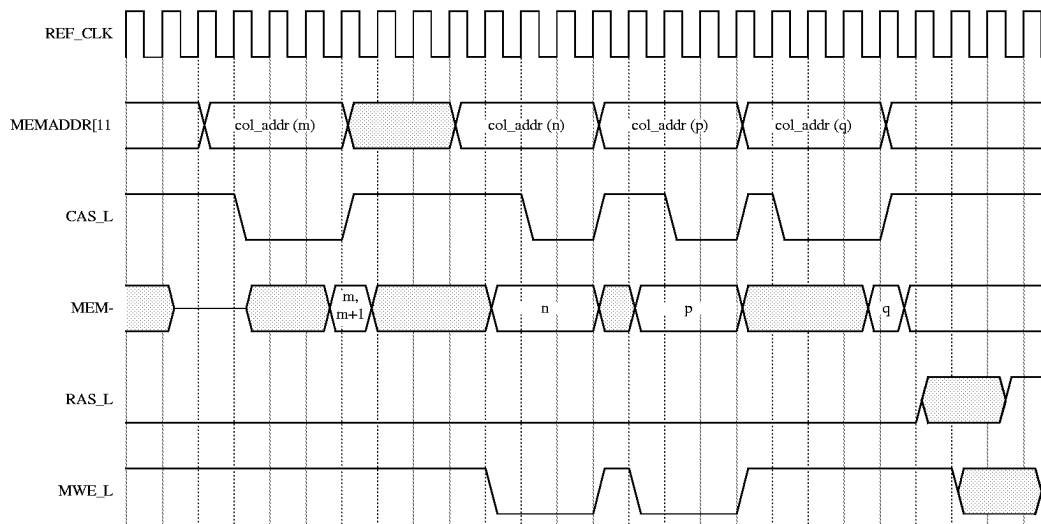 REF_CLK
MEMADDR[11
col_addr (m)
col_addr (n)
col_addr (p)
col_addr (q)
CAS_L
MEM-
m,
m+1
n
p
q
RAS_L
MWE_L